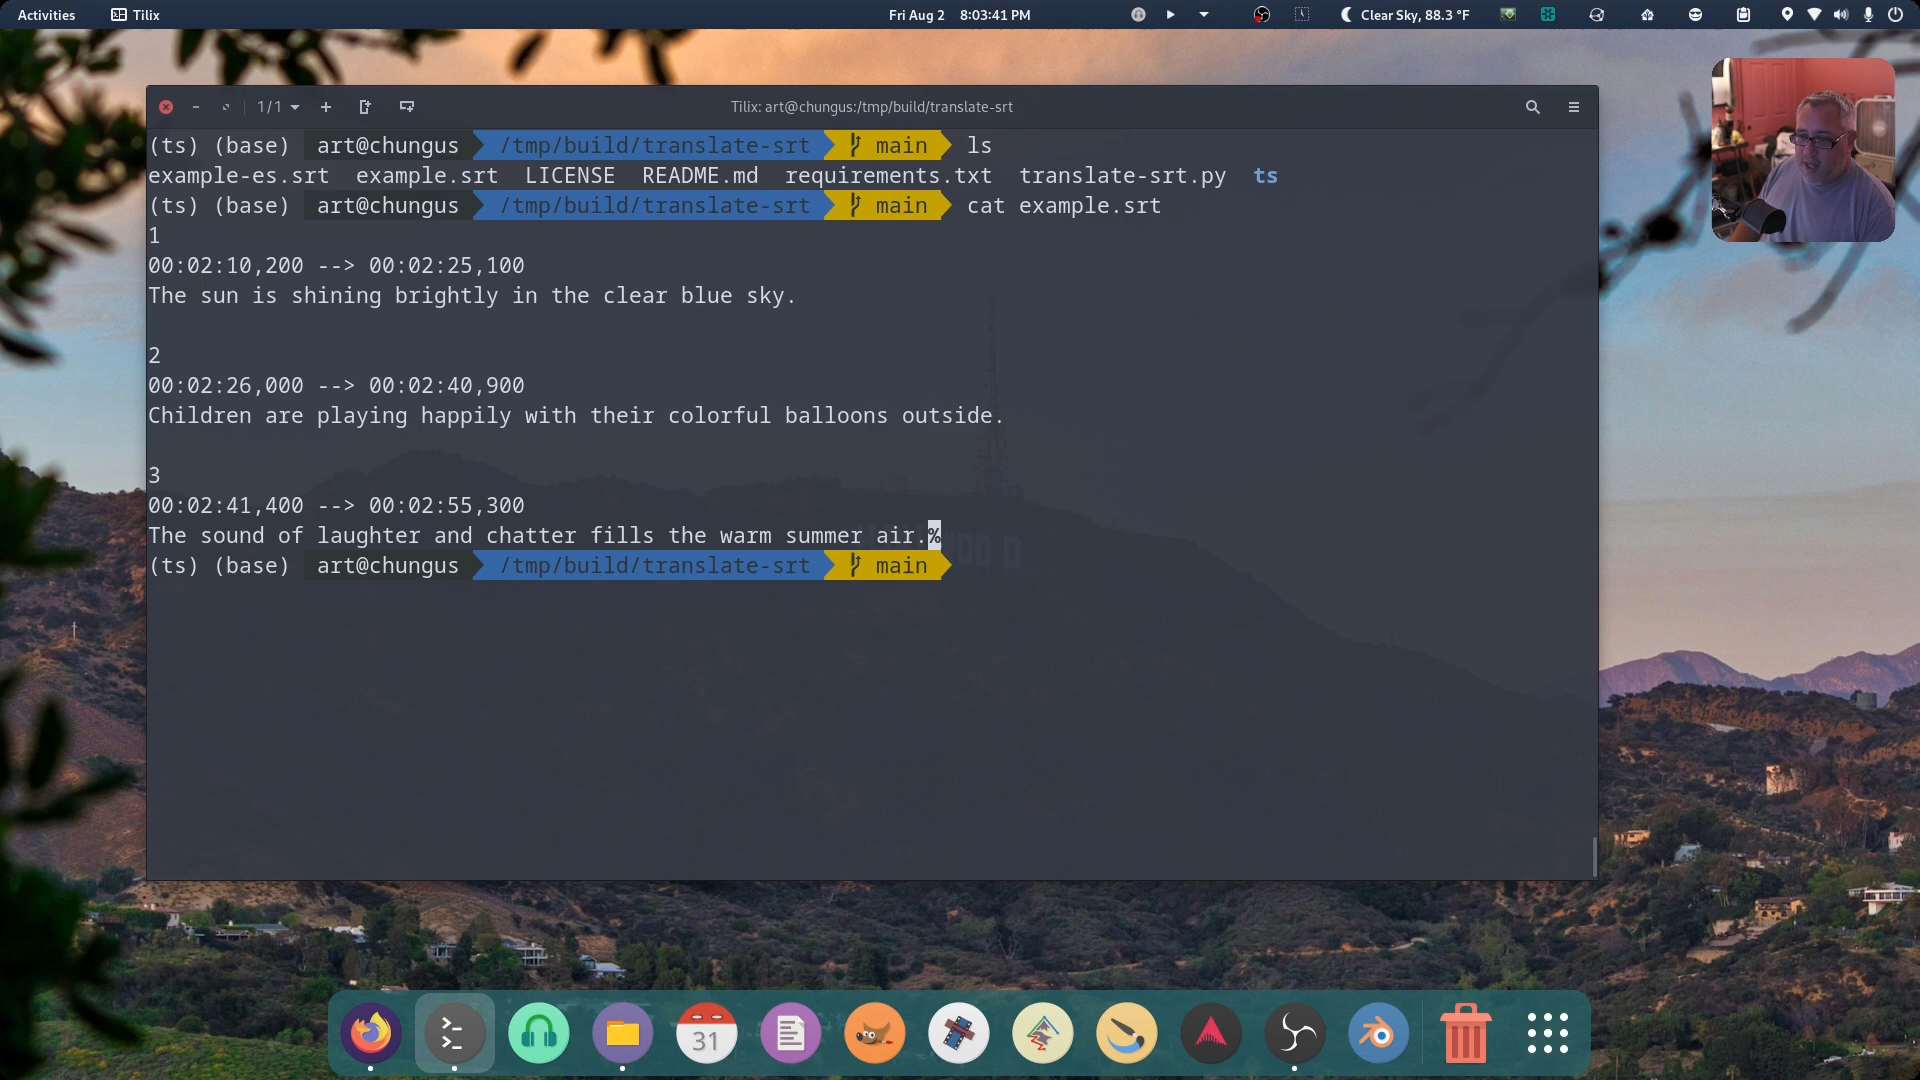 Activities Tilix Fri Aug 2 8:03:41 PM Clear Sky, 88.3 °F
1/1 Tilix: art@chungus:/tmp/build/translate-srt
(ts) (base) art@chungus /tmp/build/translate-srt main ls
example-es.srt example.srt LICENSE README.md requirements.txt translate-srt.py ts
(ts) (base) art@chungus /tmp/build/translate-srt main cat example.srt
1
00:02:10,200 --> 00:02:25,100
The sun is shining brightly in the clear blue sky.
2
00:02:26,000 --> 00:02:40,900
Children are playing happily with their colorful balloons outside.
3
00:02:41,400 --> 00:02:55,300
The sound of laughter and chatter fills the warm summer air.%
(ts) (base) art@chungus /tmp/build/translate-srt main
31